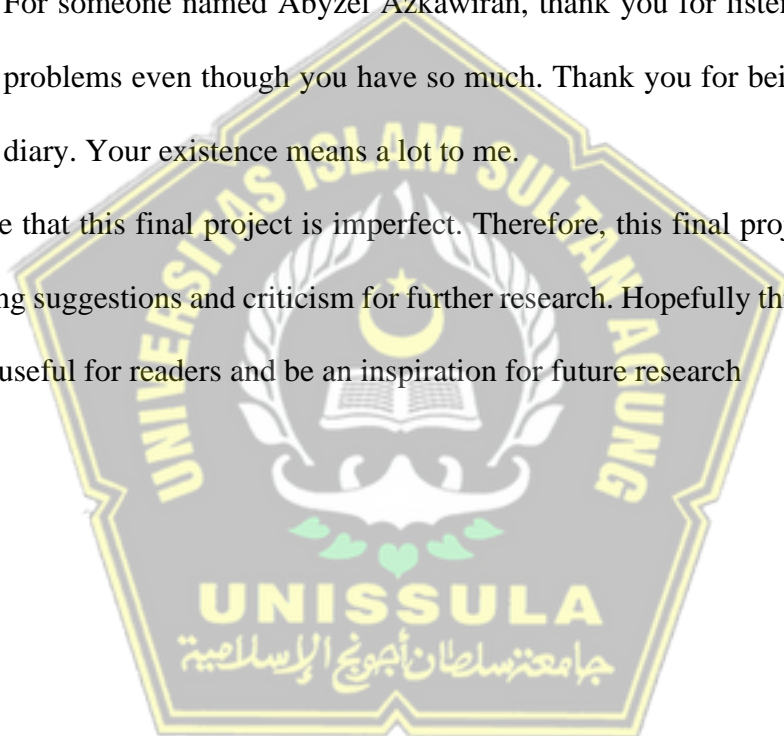 For someone named Abyzel Azkawiran, thank you for listen
problems even though you have so much. Thank you for bei
diary. Your existence means a lot to me.
e that this final project is imperfect. Therefore, this final proj
ng suggestions and criticism for further research. Hopefully th
useful for readers and be an inspiration for future research
UNIVERSITAS ISLAM SULTAN AGUNG
UNISSULA
جامعة سلطان أجونج الإسلامية